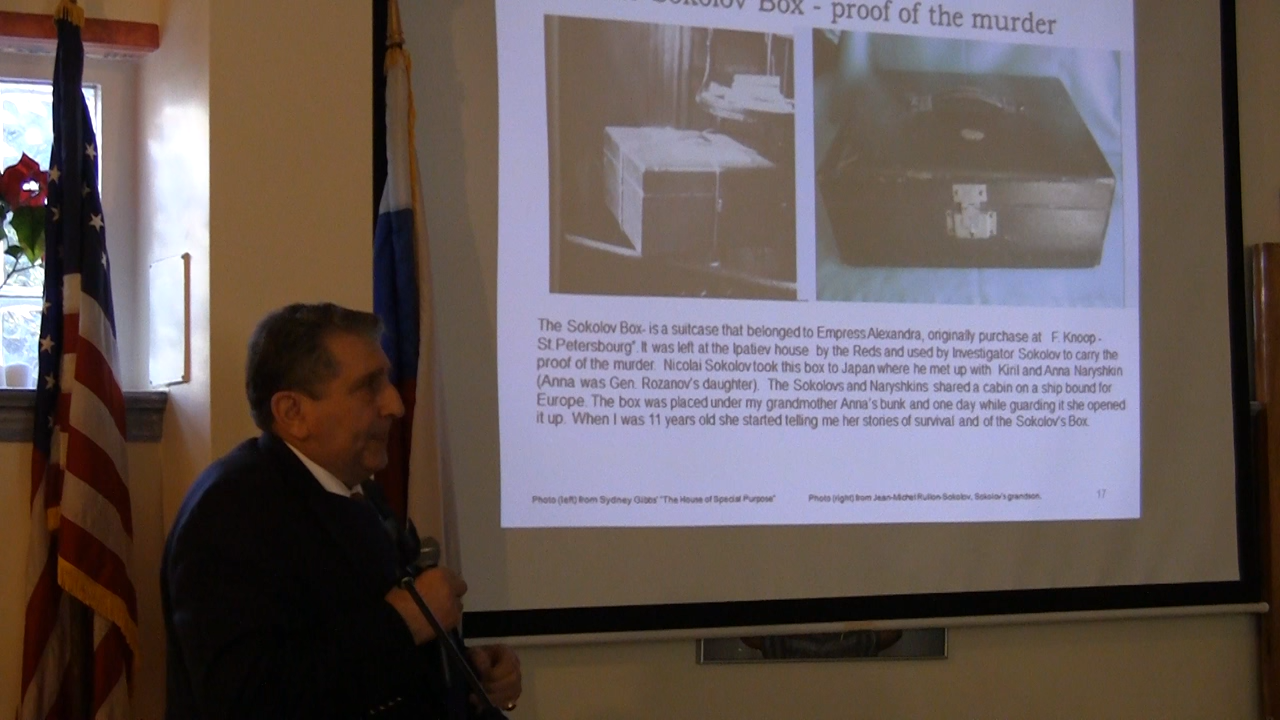 Sokolov Box - proof of the murder
The Sokolov Box- is a suitcase that belonged to Empress Alexandra, originally purchase at F. Knoop -
St. Petersbourg". It was left at the Ipatiev house by the Reds and used by Investigator Sokolov to carry the
proof of the murder. Nicolai Sokolov took this box to Japan where he met up with Kiril and Anna Naryshkin
(Anna was Gen. Rozanov's daughter). The Sokolovs and Naryshkins shared a cabin on a ship bound for
Europe. The box was placed under my grandmother Anna's bunk and one day while guarding it she opened
it up. When I was 11 years old she started telling me her stories of survival and of the Sokolov's Box.
Photo (left) from Sydney Gibbs' "The House of Special Purpose" Photo (right) from Jean-Michel Rullon-Sokolov, Sokolov's grandson. 17